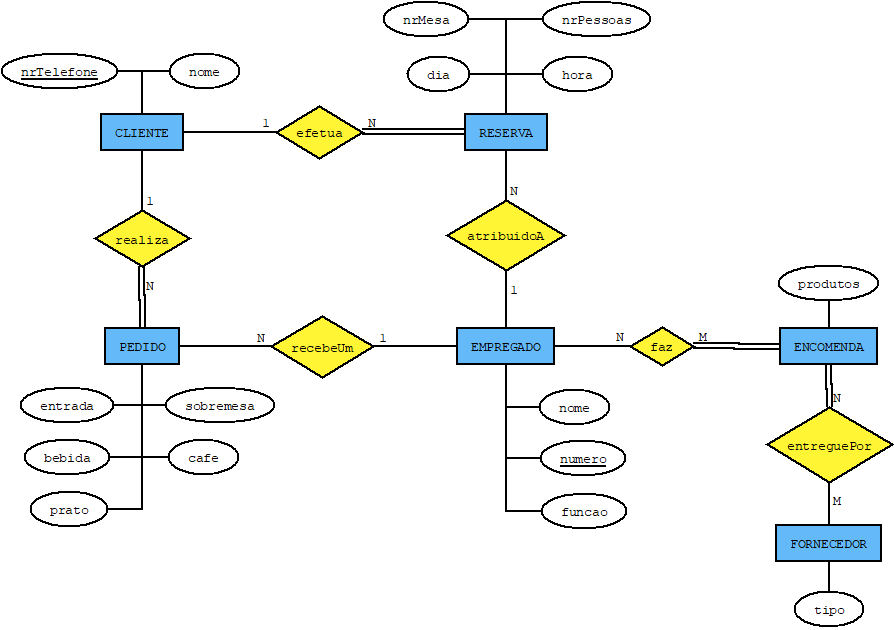 nrMesa
nrPessoas
nrTelefone
nome
dia
hora
CLIENTE
1
efetua
N
RESERVA
1
N
realiza
atribuidoA
N
1
produtos
PEDIDO
N
recebeUm
1
EMPREGADO
N
faz
M
ENCOMENDA
entrada
sobremesa
nome
N
bebida
cafe
numero
entreguePor
prato
funcao
M
FORNECEDOR
tipo